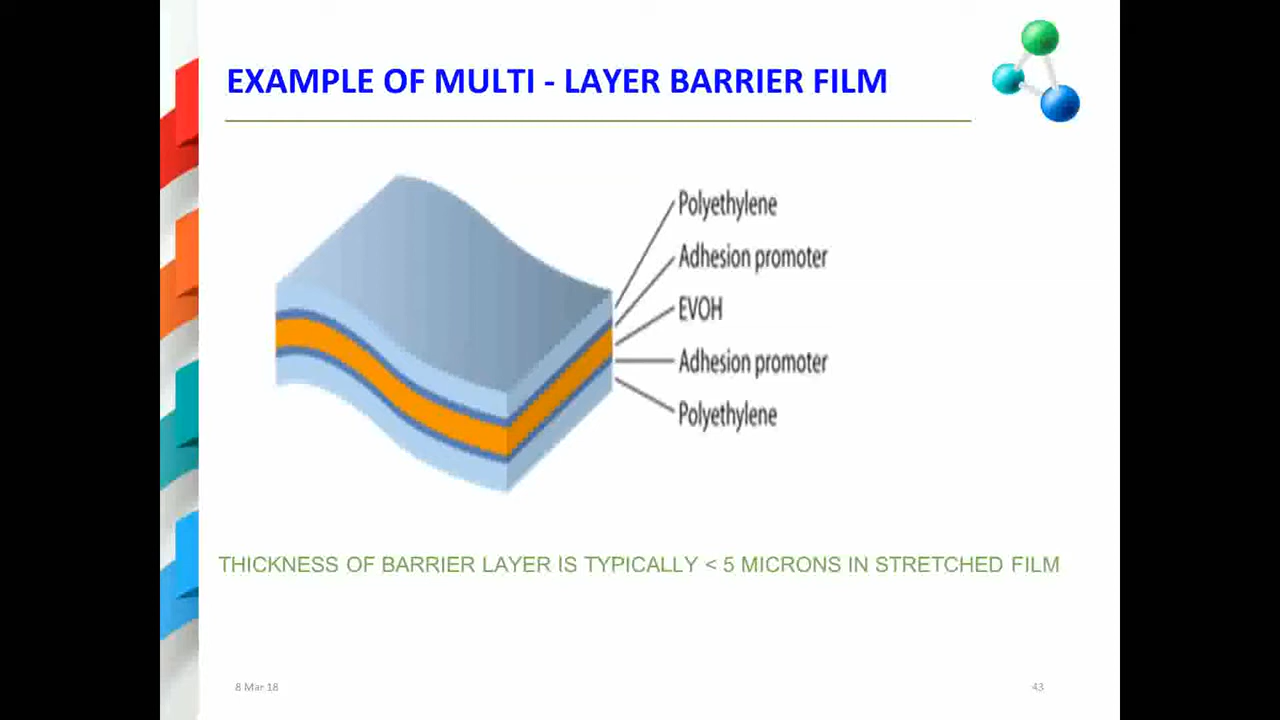 EXAMPLE OF MULTI - LAYER BARRIER FILM
Polyethylene
Adhesion promoter
EVOH
Adhesion promoter
Polyethylene
THICKNESS OF BARRIER LAYER IS TYPICALLY < 5 MICRONS IN STRETCHED FILM
8 Mar 18
43